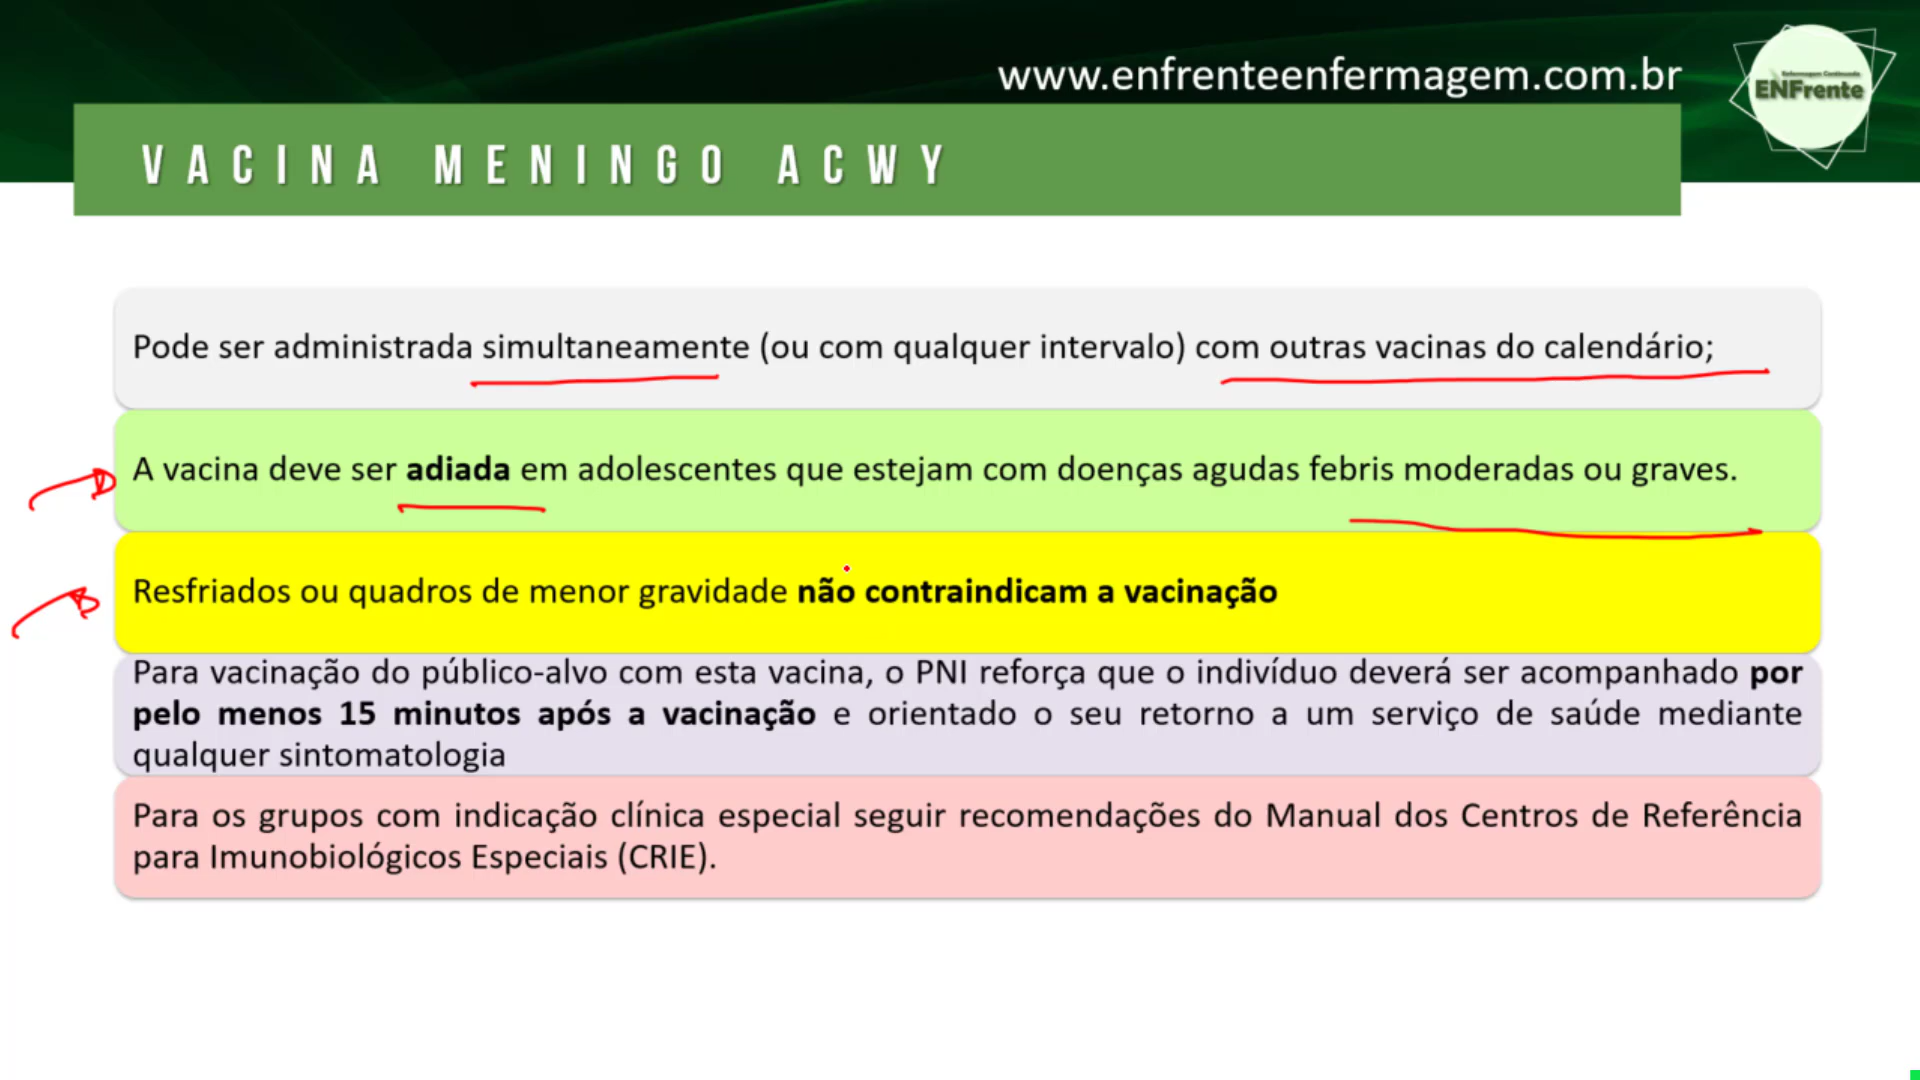 www.enfrenteenfermagem.com.br
Enfermagem Continuada
ENFrente
VACINA MENINGO ACWY
Pode ser administrada simultaneamente (ou com qualquer intervalo) com outras vacinas do calendário;
A vacina deve ser adiada em adolescentes que estejam com doenças agudas febris moderadas ou graves.
Resfriados ou quadros de menor gravidade não contraindicam a vacinação
Para vacinação do público-alvo com esta vacina, o PNI reforça que o indivíduo deverá ser acompanhado por
pelo menos 15 minutos após a vacinação e orientado o seu retorno a um serviço de saúde mediante
qualquer sintomatologia
Para os grupos com indicação clínica especial seguir recomendações do Manual dos Centros de Referência
para Imunobiológicos Especiais (CRIE).